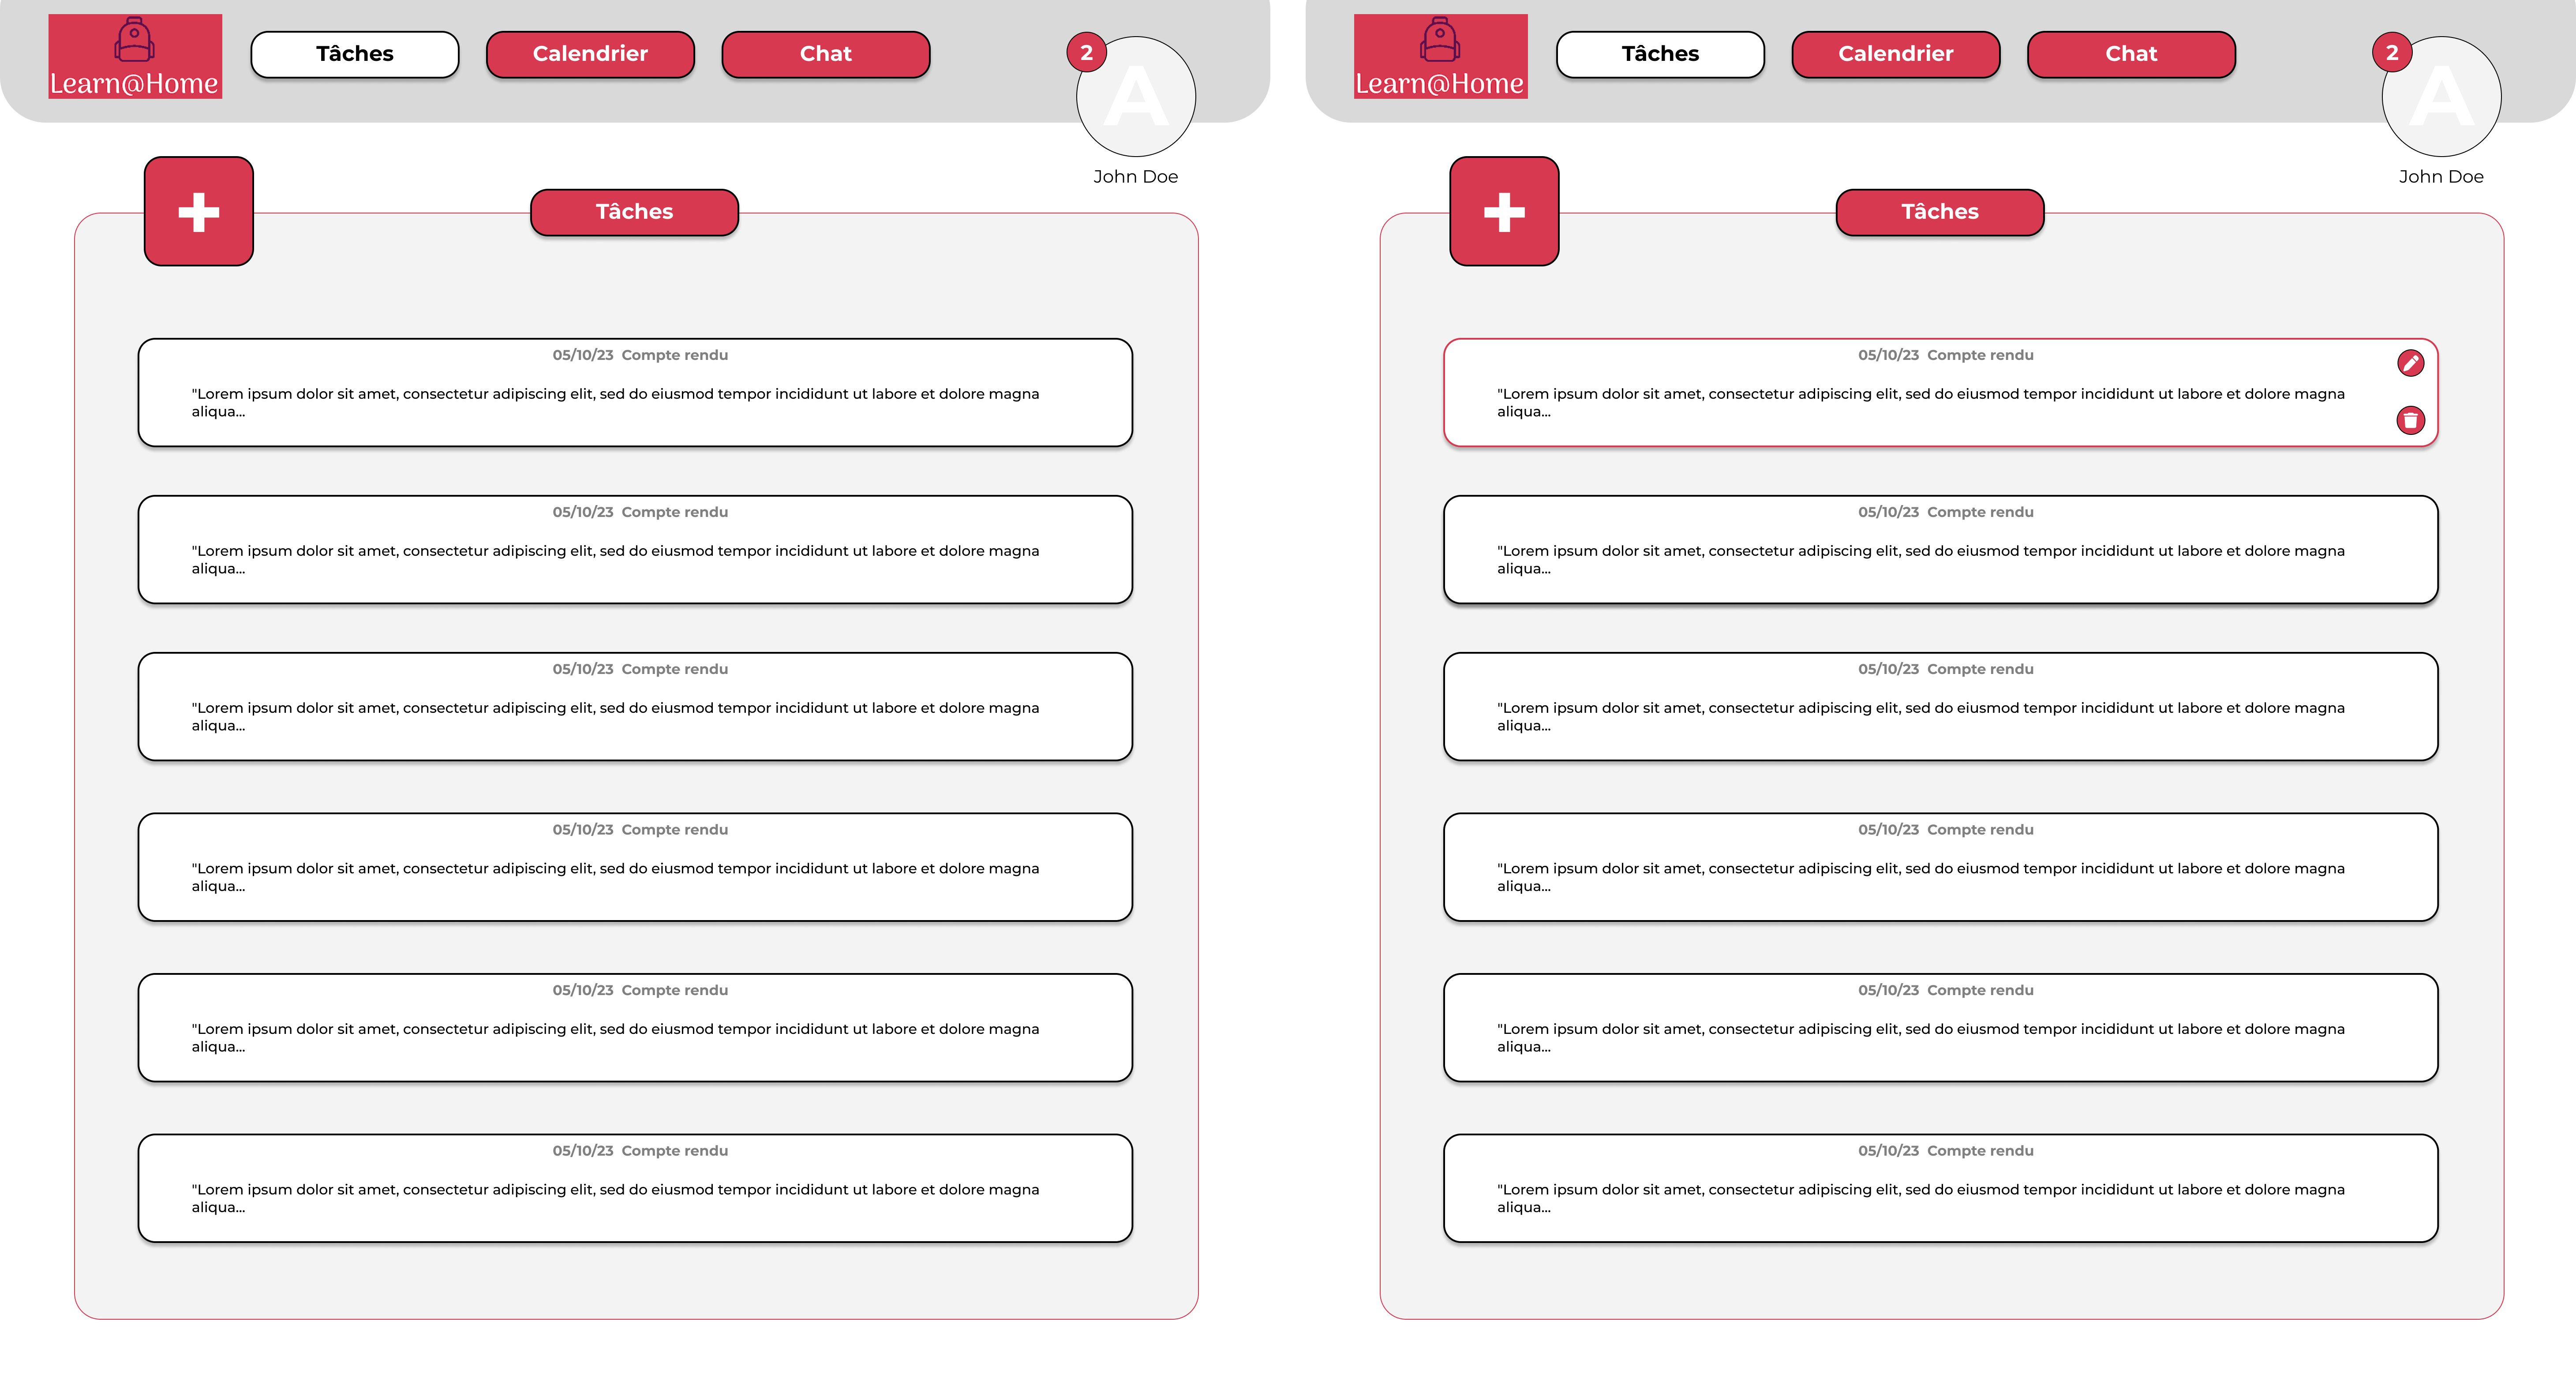 Learn@Home
Tâches
Calendrier
Chat
2
A
John Doe
Tâches
05/10/23 Compte rendu
"Lorem ipsum dolor sit amet, consectetur adipiscing elit, sed do eiusmod tempor incididunt ut labore et dolore magna
aliqua...
05/10/23 Compte rendu
"Lorem ipsum dolor sit amet, consectetur adipiscing elit, sed do eiusmod tempor incididunt ut labore et dolore magna
aliqua...
05/10/23 Compte rendu
"Lorem ipsum dolor sit amet, consectetur adipiscing elit, sed do eiusmod tempor incididunt ut labore et dolore magna
aliqua...
05/10/23 Compte rendu
"Lorem ipsum dolor sit amet, consectetur adipiscing elit, sed do eiusmod tempor incididunt ut labore et dolore magna
aliqua...
05/10/23 Compte rendu
"Lorem ipsum dolor sit amet, consectetur adipiscing elit, sed do eiusmod tempor incididunt ut labore et dolore magna
aliqua...
05/10/23 Compte rendu
"Lorem ipsum dolor sit amet, consectetur adipiscing elit, sed do eiusmod tempor incididunt ut labore et dolore magna
aliqua...
Learn@Home
Tâches
Calendrier
Chat
2
A
John Doe
Tâches
05/10/23 Compte rendu
"Lorem ipsum dolor sit amet, consectetur adipiscing elit, sed do eiusmod tempor incididunt ut labore et dolore magna
aliqua...
05/10/23 Compte rendu
"Lorem ipsum dolor sit amet, consectetur adipiscing elit, sed do eiusmod tempor incididunt ut labore et dolore magna
aliqua...
05/10/23 Compte rendu
"Lorem ipsum dolor sit amet, consectetur adipiscing elit, sed do eiusmod tempor incididunt ut labore et dolore magna
aliqua...
05/10/23 Compte rendu
"Lorem ipsum dolor sit amet, consectetur adipiscing elit, sed do eiusmod tempor incididunt ut labore et dolore magna
aliqua...
05/10/23 Compte rendu
"Lorem ipsum dolor sit amet, consectetur adipiscing elit, sed do eiusmod tempor incididunt ut labore et dolore magna
aliqua...
05/10/23 Compte rendu
"Lorem ipsum dolor sit amet, consectetur adipiscing elit, sed do eiusmod tempor incididunt ut labore et dolore magna
aliqua...